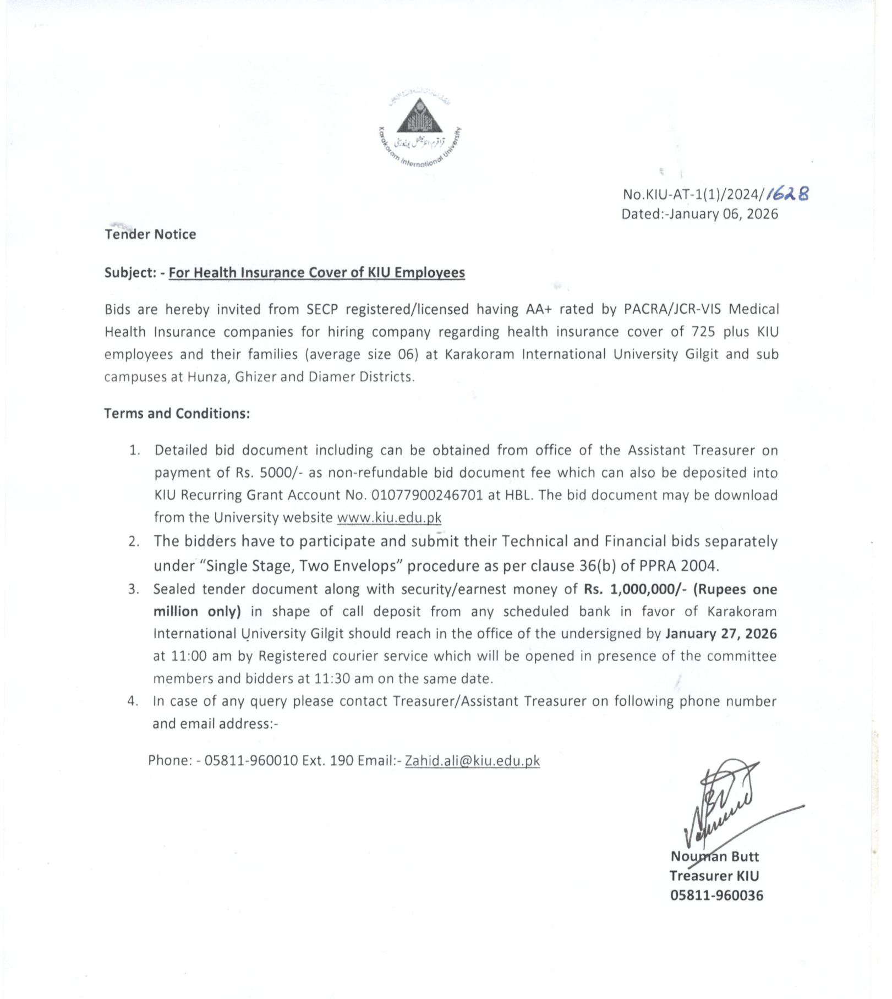 قراقرم انٹرنیشنل یونیورسٹی
Karakoram International University
No.KIU-AT-1(1)/2024/1628
Dated:-January 06, 2026
Tender Notice
Subject: - For Health Insurance Cover of KIU Employees
Bids are hereby invited from SECP registered/licensed having AA+ rated by PACRA/JCR-VIS Medical
Health Insurance companies for hiring company regarding health insurance cover of 725 plus KIU
employees and their families (average size 06) at Karakoram International University Gilgit and sub
campuses at Hunza, Ghizer and Diamer Districts.
Terms and Conditions:
1. Detailed bid document including can be obtained from office of the Assistant Treasurer on
payment of Rs. 5000/- as non-refundable bid document fee which can also be deposited into
KIU Recurring Grant Account No. 01077900246701 at HBL. The bid document may be download
from the University website www.kiu.edu.pk
2. The bidders have to participate and submit their Technical and Financial bids separately
under “Single Stage, Two Envelops” procedure as per clause 36(b) of PPRA 2004.
3. Sealed tender document along with security/earnest money of Rs. 1,000,000/- (Rupees one
million only) in shape of call deposit from any scheduled bank in favor of Karakoram
International University Gilgit should reach in the office of the undersigned by January 27, 2026
at 11:00 am by Registered courier service which will be opened in presence of the committee
members and bidders at 11:30 am on the same date.
4. In case of any query please contact Treasurer/Assistant Treasurer on following phone number
and email address:-
Phone: - 05811-960010 Ext. 190 Email:- Zahid.ali@kiu.edu.pk
Nouman Butt
Treasurer KIU
05811-960036